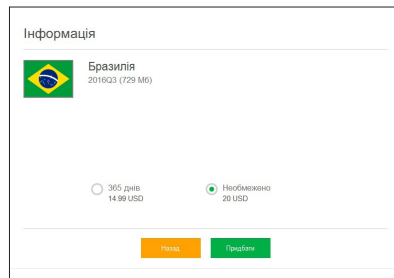 Інформація
Бразилія
2016Q3 (729 Мб)
365 днів
14.99 USD
Необмежено
20 USD
Назад
Придбати